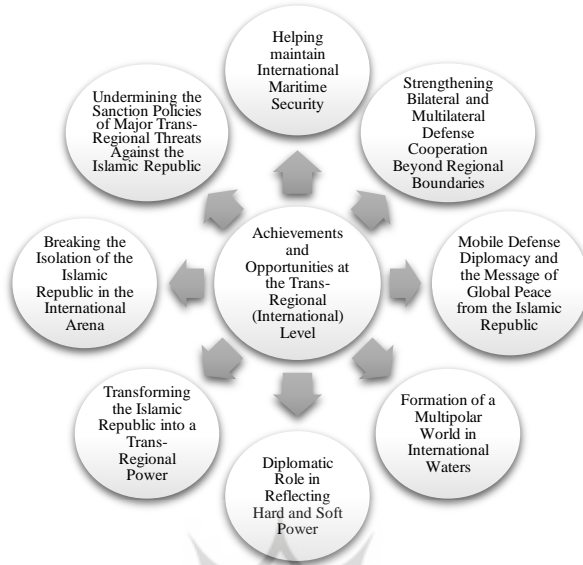 Helping
maintain
International
Maritime
Security
Strengthening
Bilateral and
Multilateral
Defense
Cooperation
Beyond Regional
Boundaries
Mobile Defense
Diplomacy and
the Message of
Global Peace
from the Islamic
Republic
Formation of a
Multipolar
World in
International
Waters
Diplomatic
Role in
Reflecting
Hard and Soft
Power
Transforming
the Islamic
Republic into a
Trans-
Regional
Power
Breaking the
Isolation of the
Islamic
Republic in the
International
Arena
Undermining the
Sanction Policies
of Major Trans-
Regional Threats
Against the
Islamic Republic
Achievements
and
Opportunities at
the Trans-
Regional
(International)
Level